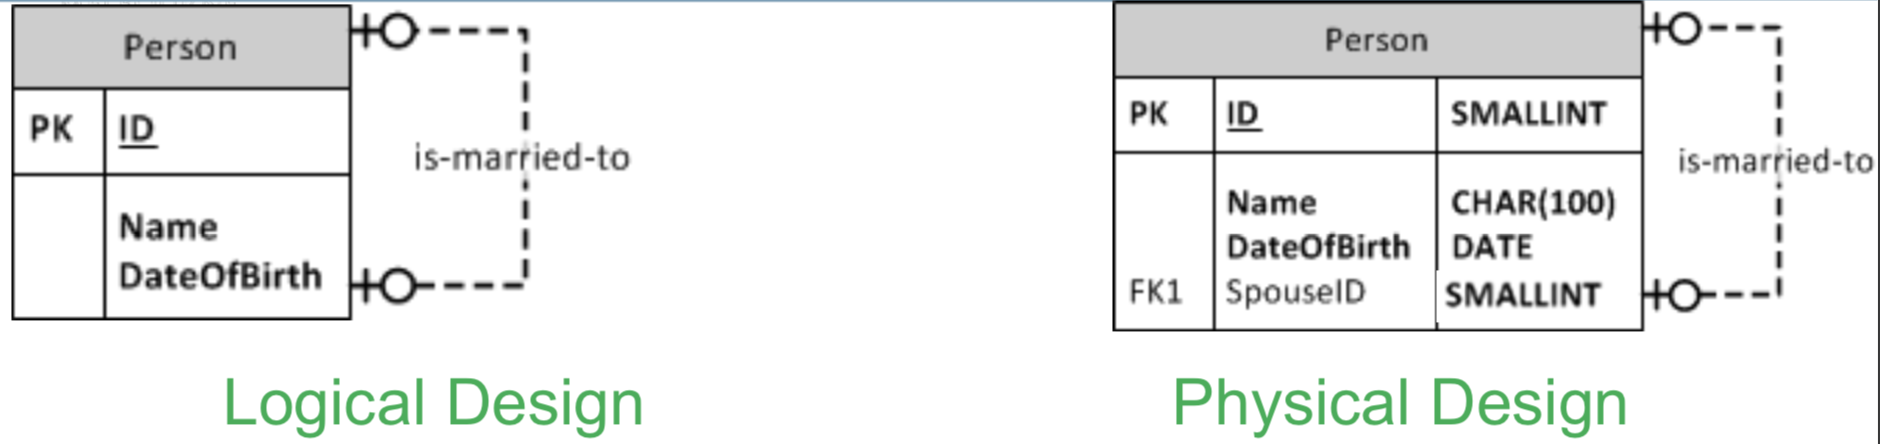 Person
PK ID
Name
DateOfBirth
is-married-to
Logical Design
Person
PK ID SMALLINT
Name CHAR(100)
DateOfBirth DATE
FK1 SpouseID SMALLINT
is-married-to
Physical Design